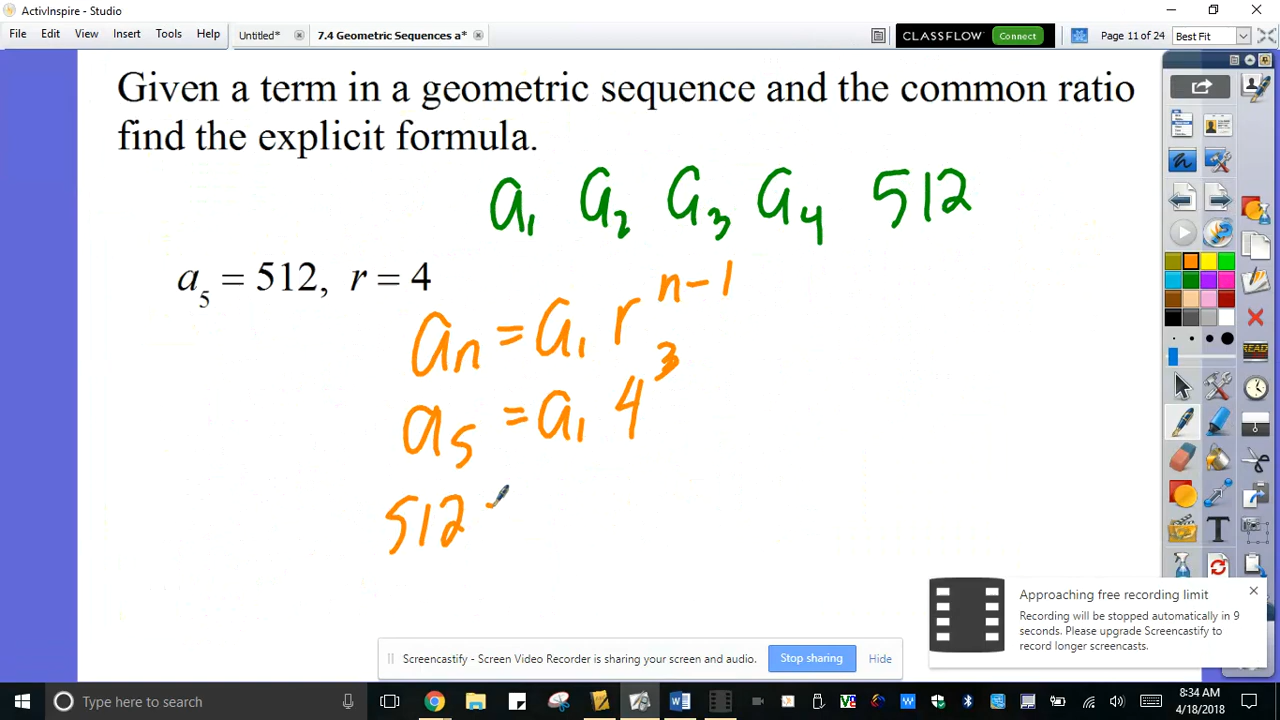 ActivInspire - Studio
File Edit View Insert Tools Help Untitled* 7.4 Geometric Sequences a* CLASSFLOW Connect Page 11 of 24 Best Fit
Given a term in a geometric sequence and the common ratio
find the explicit formula.
a₁ a₂ a₃ a₄ 512
a₅ = 512, r = 4
aₙ = a₁ r^(n-1)
a₅ = a₁ 4³
512 -
READ
T
Approaching free recording limit
Recording will be stopped automatically in 9
seconds. Please upgrade Screencastify to
record longer screencasts.
Screencastify - Screen Video Recorder is sharing your screen and audio. Stop sharing Hide
Type here to search
8:34 AM
4/18/2018